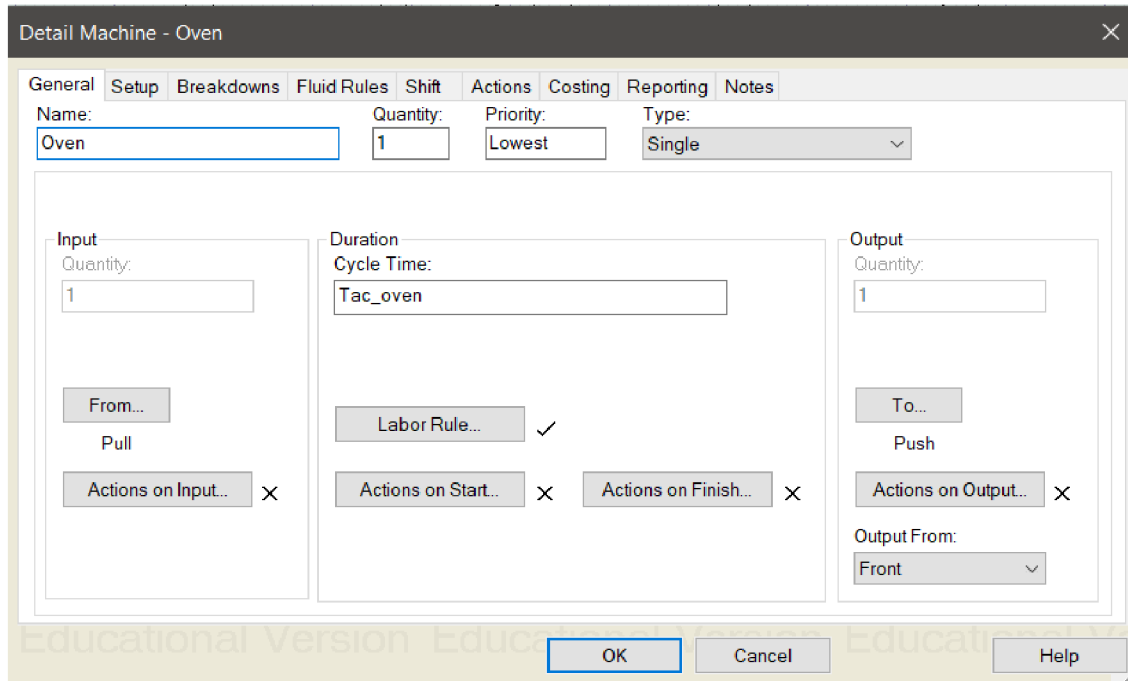 Detail Machine - Oven
General Setup Breakdowns Fluid Rules Shift Actions Costing Reporting Notes
Name: Quantity: Priority: Type:
Oven 1 Lowest Single
Input Duration Output
Quantity: Cycle Time: Quantity:
1 Tac_oven 1
From... Labor Rule... To...
Pull Push
Actions on Input... Actions on Start... Actions on Finish... Actions on Output...
Output From:
Front
Educational Version Educational Version Educational Ve
OK Cancel Help